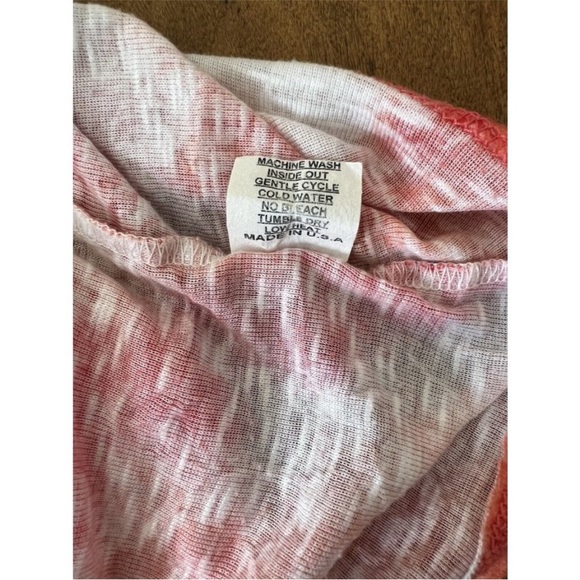 MACHINE WASH
INSIDE OUT
GENTLE CYCLE
COLD WATER
NO BLEACH
TUMBLE DRY
LOW HEAT
MADE IN U.S.A